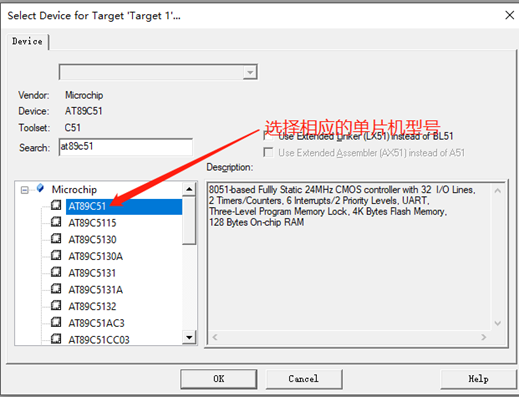 Select Device for Target 'Target 1'...
Device
Vendor: Microchip
Device: AT89C51
Toolset: C51
Search: at89c51
选择相应的单片机型号
Use Extended Linker (LX51) instead of BL51
Use Extended Assembler (AX51) instead of A51
Description:
Microchip
AT89C51
AT89C5115
AT89C5130
AT89C5130A
AT89C5131
AT89C5131A
AT89C5132
AT89C51AC3
AT89C51CC03
8051-based Fullly Static 24MHz CMOS controller with 32 I/O Lines,
2 Timers/Counters, 6 Interrupts/2 Priority Levels, UART,
Three-Level Program Memory Lock, 4K Bytes Flash Memory,
128 Bytes On-chip RAM
OK
Cancel
Help